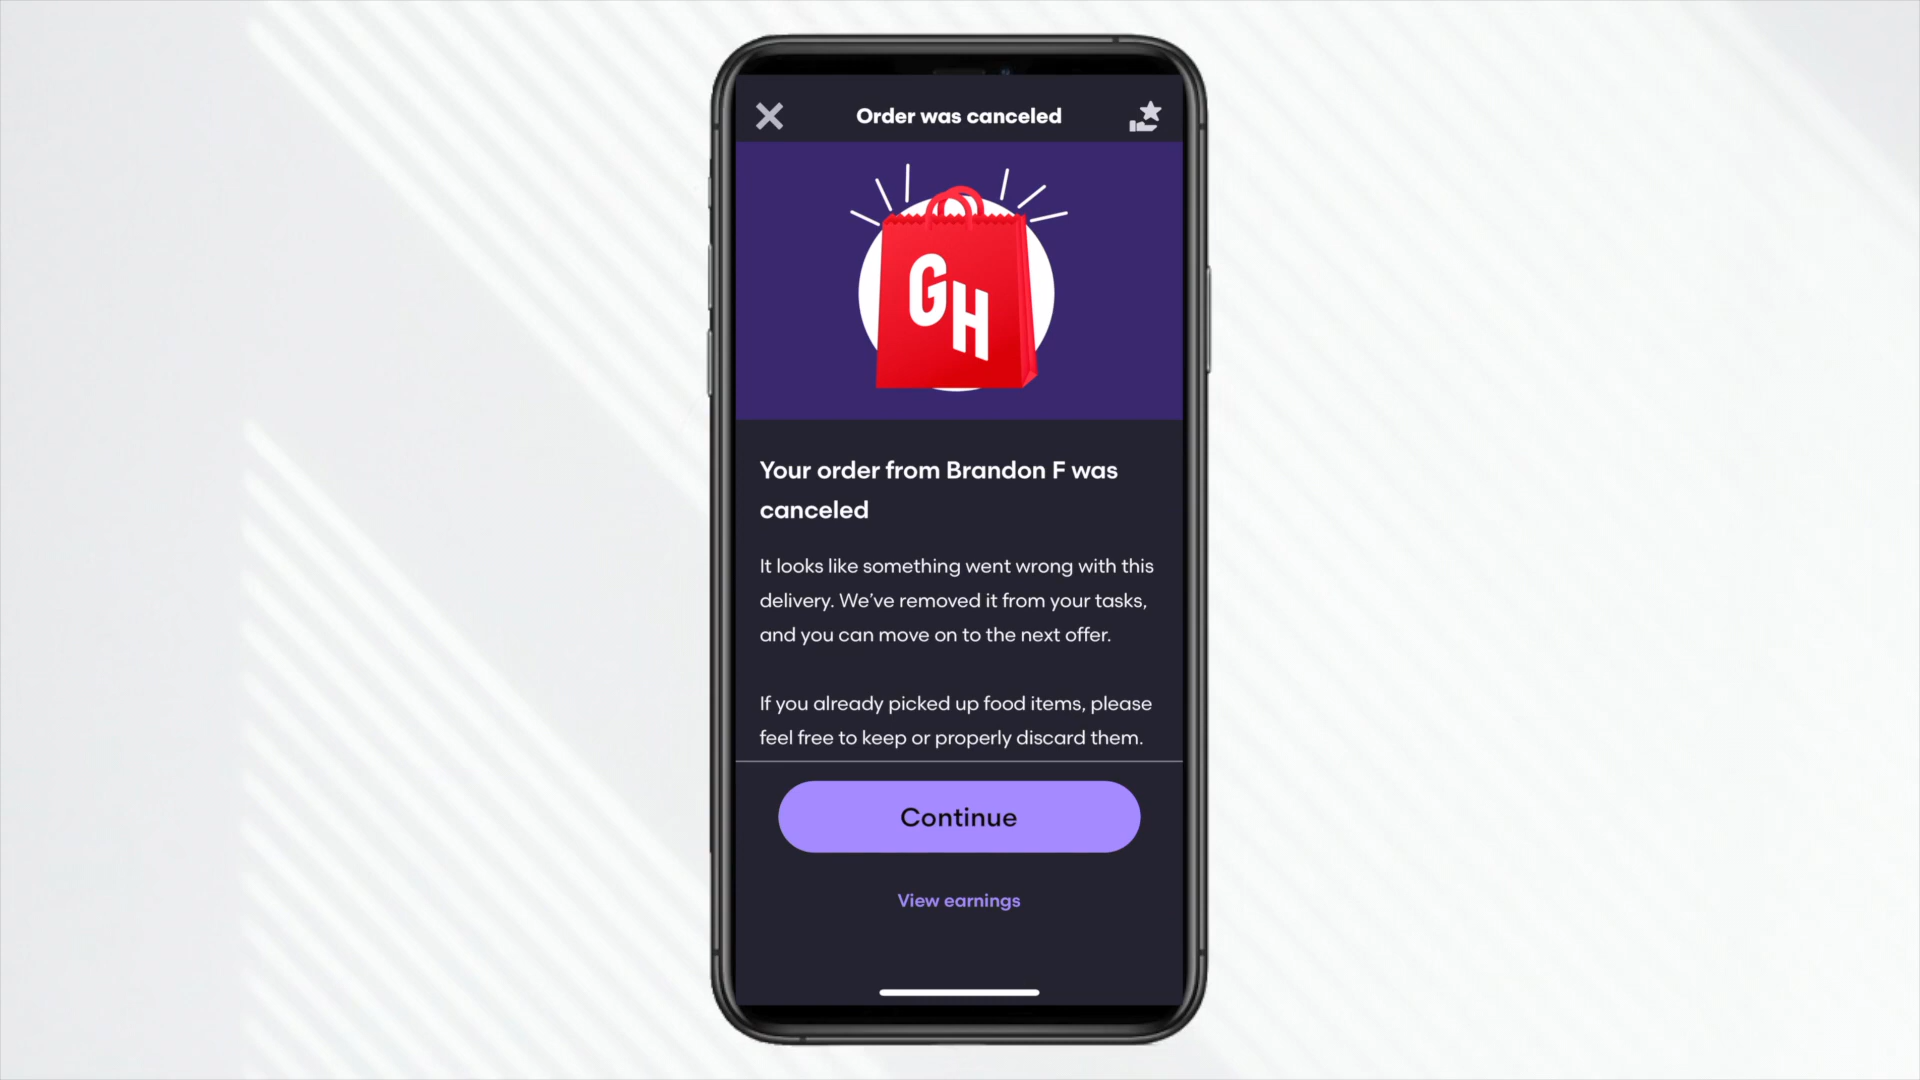 Order was canceled
GH
Your order from Brandon F was
canceled
It looks like something went wrong with this
delivery. We’ve removed it from your tasks,
and you can move on to the next offer.
If you already picked up food items, please
feel free to keep or properly discard them.
Continue
View earnings